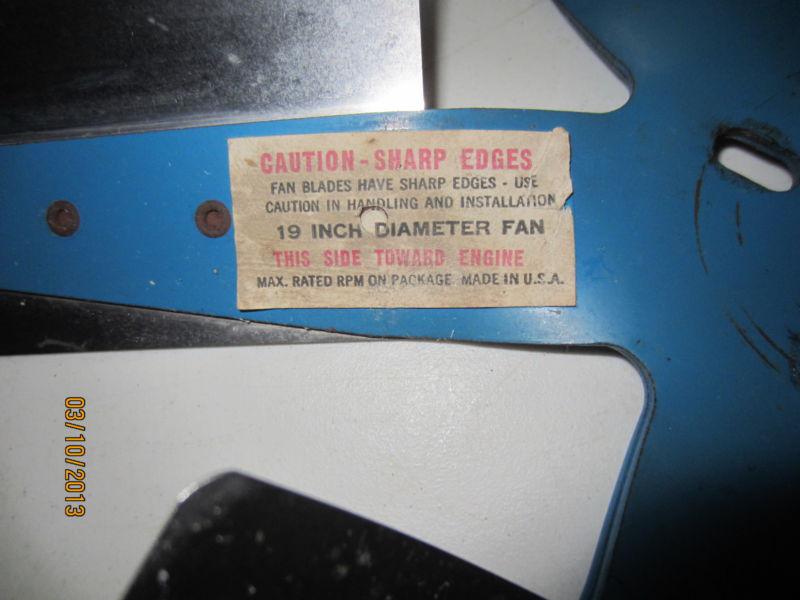 CAUTION - SHARP EDGES
FAN BLADES HAVE SHARP EDGES - USE
CAUTION IN HANDLING AND INSTALLATION
19 INCH DIAMETER FAN
THIS SIDE TOWARD ENGINE
MAX. RATED RPM ON PACKAGE MADE IN U.S.A.
03/10/2013